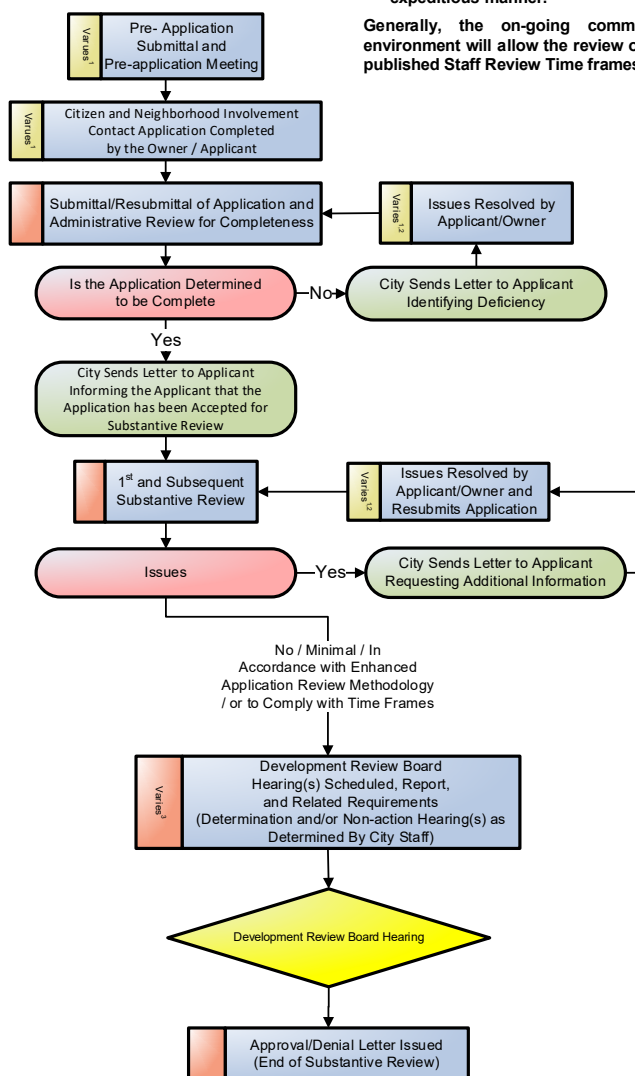 expeditious manner.
Generally, the on-going comm
environment will allow the review o
published Staff Review Time frames
Varues1
Pre- Application
Submittal and
Pre-application Meeting
Varues1
Citizen and Neighborhood Involvement
Contact Application Completed
by the Owner / Applicant
Submittal/Resubmittal of Application and
Administrative Review for Completeness
Varies1,2
Issues Resolved by
Applicant/Owner
Is the Application Determined
to be Complete
No
City Sends Letter to Applicant
Identifying Deficiency
Yes
City Sends Letter to Applicant
Informing the Applicant that the
Application has been Accepted for
Substantive Review
1st and Subsequent
Substantive Review
Varies1,2
Issues Resolved by
Applicant/Owner and
Resubmits Application
Issues
Yes
City Sends Letter to Applicant
Requesting Additional Information
No / Minimal / In
Accordance with Enhanced
Application Review Methodology
/ or to Comply with Time Frames
Varies3
Development Review Board
Hearing(s) Scheduled, Report,
and Related Requirements
(Determination and/or Non-action Hearing(s) as
Determined By City Staff)
Development Review Board Hearing
Approval/Denial Letter Issued
(End of Substantive Review)